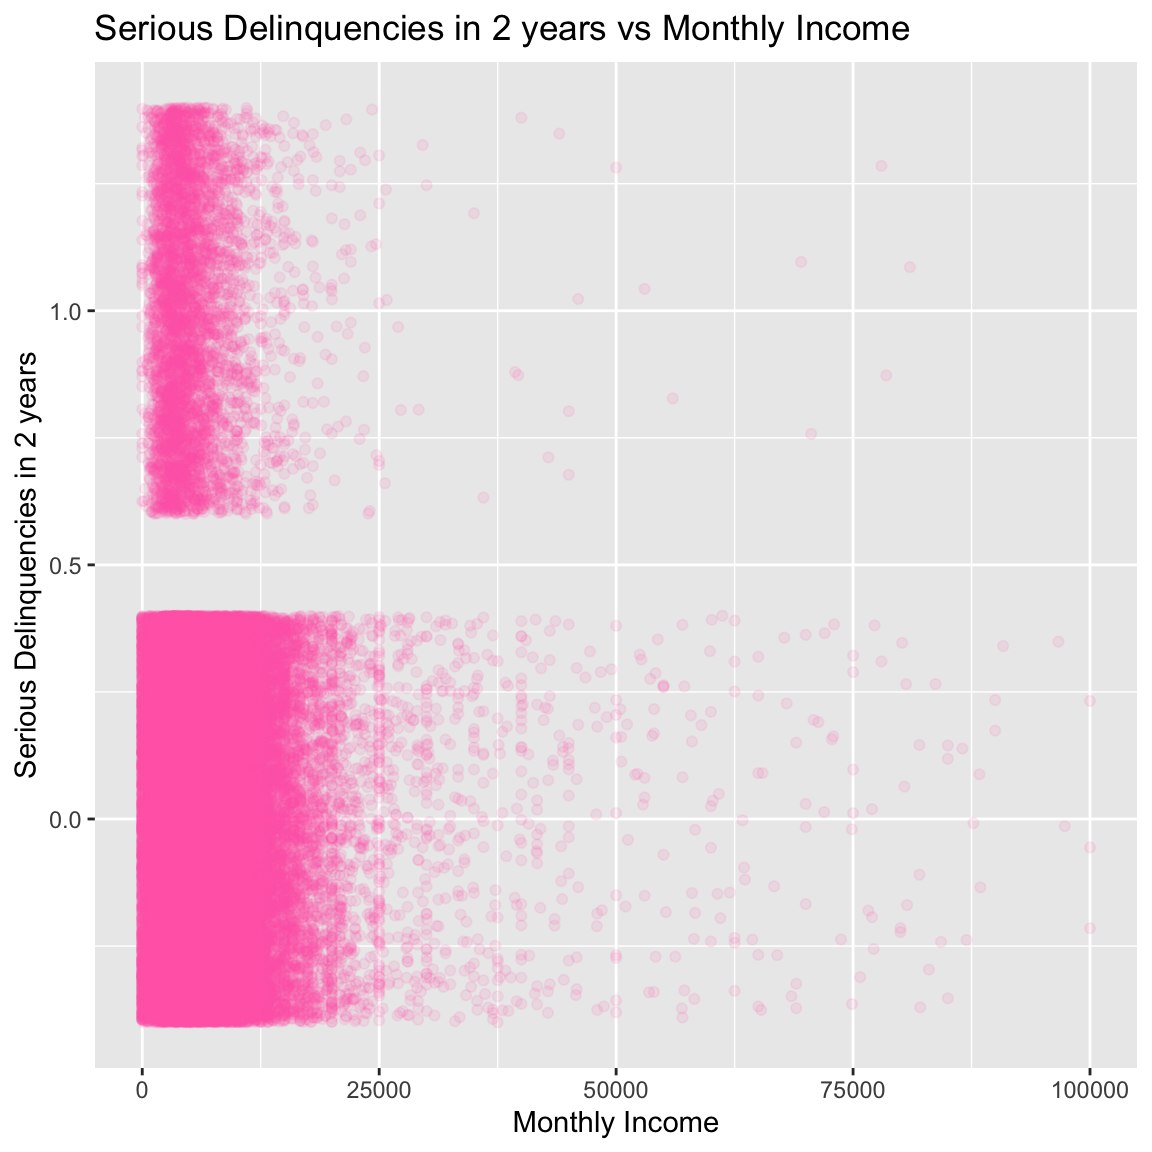 Serious Delinquencies in 2 years vs Monthly Income
Serious Delinquencies in 2 years
1.0
0.5
0.0
0 25000 50000 75000 100000
Monthly Income